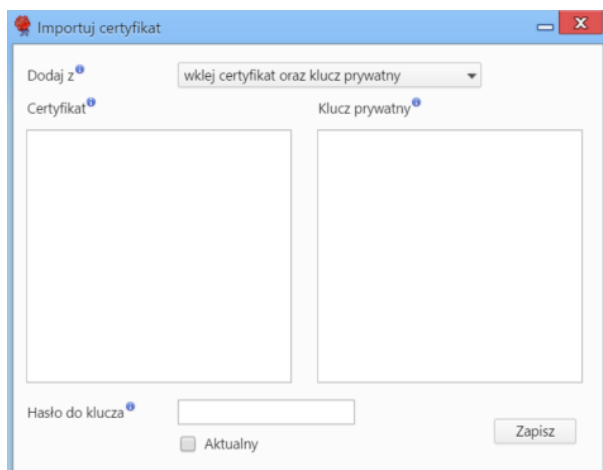 Importuj certyfikat
Dodaj z
wklej certyfikat oraz klucz prywatny
Certyfikat
Klucz prywatny
Hasło do klucza
Aktualny
Zapisz